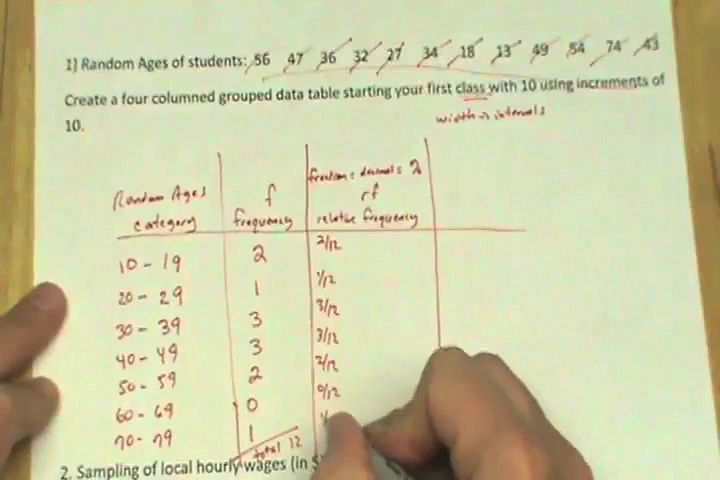 1) Random Ages of students: 56 47 36 32 27 34 18 13 49 54 74 43
Create a four columned grouped data table starting your first class with 10 using increments of
10.
width → intervals
Random Ages category
f frequency
fraction = decimal = %
rf
relative frequency
10 - 19 2 2/12
20 - 29 1 1/12
30 - 39 3 3/12
40 - 49 3 3/12
50 - 59 2 2/12
60 - 69 0 0/12
70 - 79 1
total 12
2. Sampling of local hourly wages (in $